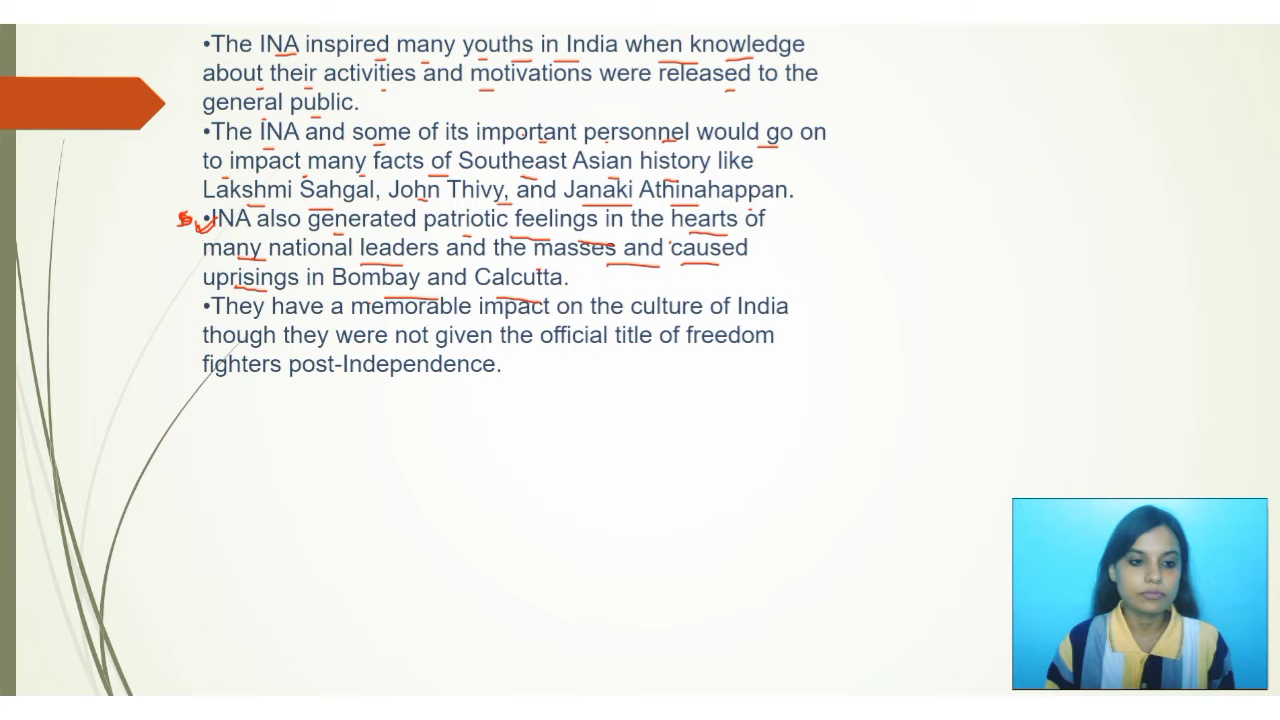 •The INA inspired many youths in India when knowledge
about their activities and motivations were released to the
general public.
•The INA and some of its important personnel would go on
to impact many facts of Southeast Asian history like
Lakshmi Sahgal, John Thivy, and Janaki Athinahappan.
•INA also generated patriotic feelings in the hearts of
many national leaders and the masses and caused
uprisings in Bombay and Calcutta.
•They have a memorable impact on the culture of India
though they were not given the official title of freedom
fighters post-Independence.